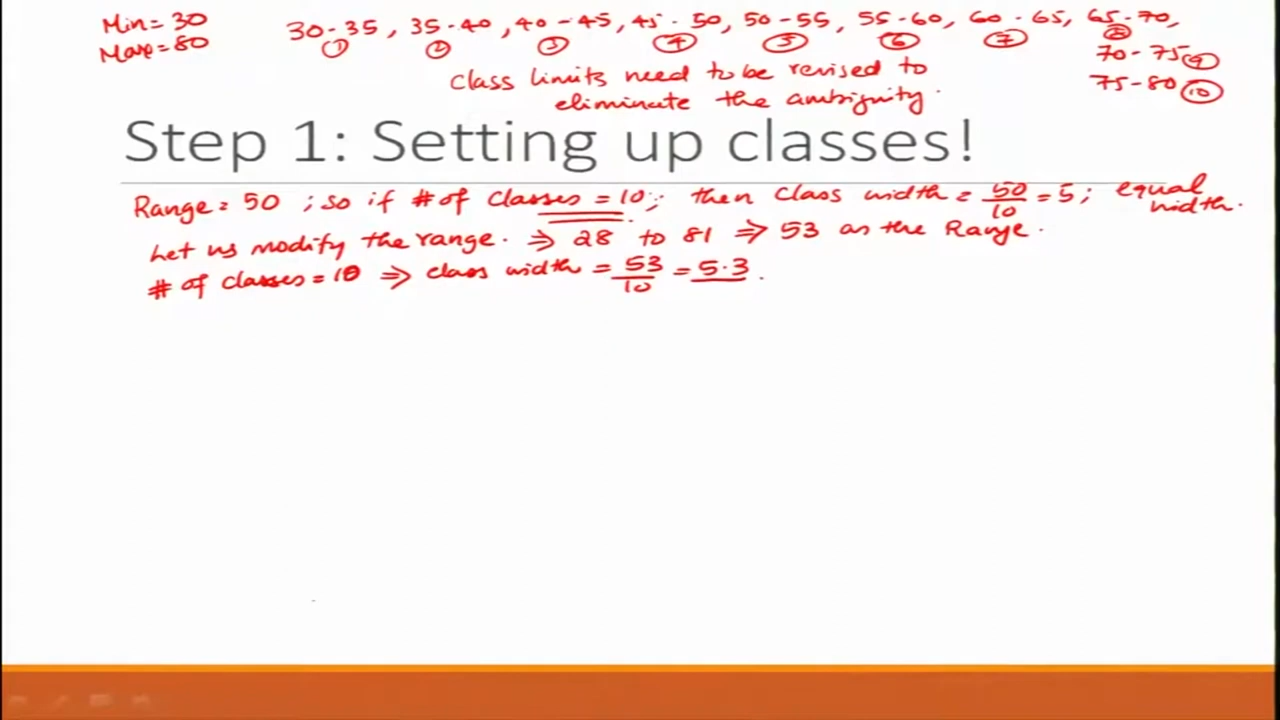 Min = 30
Max = 80
30-35, 35-40, 40-45, 45-50, 50-55, 55-60, 60-65, 65-70,
① ② ③ ④ ⑤ ⑥ ⑦ ⑧
70-75 ⑨
75-80 ⑩
Class limits need to be revised to
eliminate the ambiguity.
Step 1: Setting up classes!
Range = 50 ; so if # of Classes = 10 ; then Class width = 50/10 = 5 ; equal width.
Let us modify the range. ⇒ 28 to 81 ⇒ 53 as the Range.
# of classes = 10 ⇒ class width = 53/10 = 5.3 .